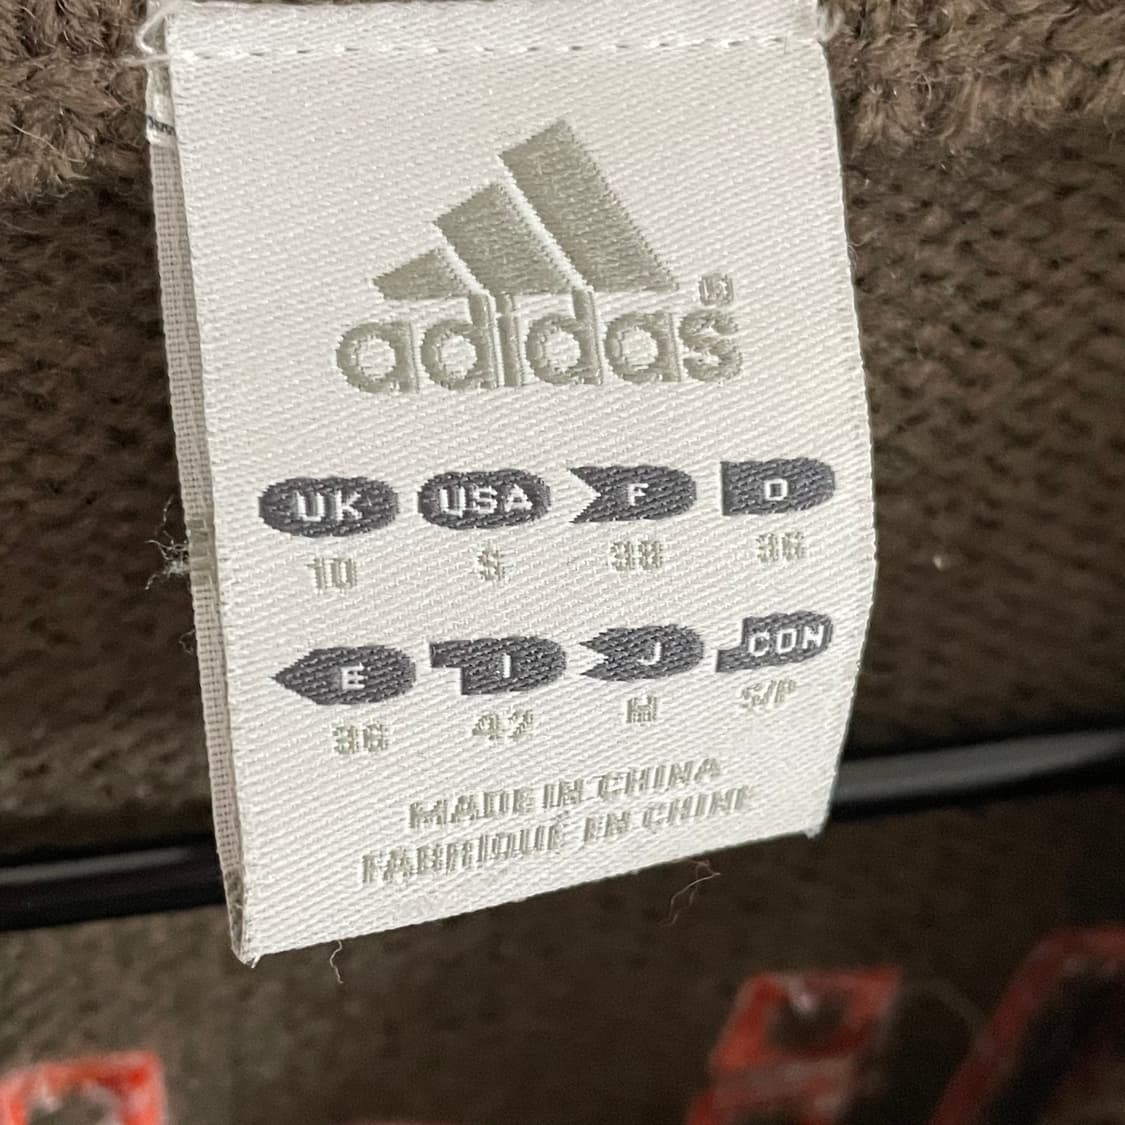 adidas®
UK USA F D
10 S 38 36
E I J CDN
36 42 M S/P
MADE IN CHINA
FABRIQUÉ EN CHINE